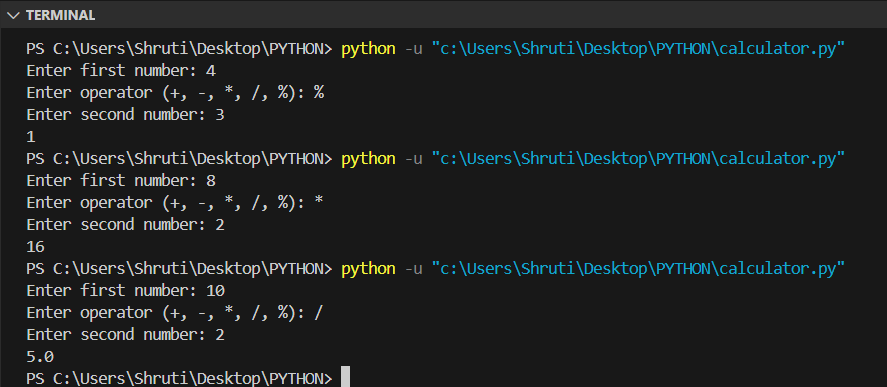 TERMINAL
PS C:\Users\Shruti\Desktop\PYTHON> python -u "c:\Users\Shruti\Desktop\PYTHON\calculator.py"
Enter first number: 4
Enter operator (+, -, *, /, %): %
Enter second number: 3
1
PS C:\Users\Shruti\Desktop\PYTHON> python -u "c:\Users\Shruti\Desktop\PYTHON\calculator.py"
Enter first number: 8
Enter operator (+, -, *, /, %): *
Enter second number: 2
16
PS C:\Users\Shruti\Desktop\PYTHON> python -u "c:\Users\Shruti\Desktop\PYTHON\calculator.py"
Enter first number: 10
Enter operator (+, -, *, /, %): /
Enter second number: 2
5.0
PS C:\Users\Shruti\Desktop\PYTHON>